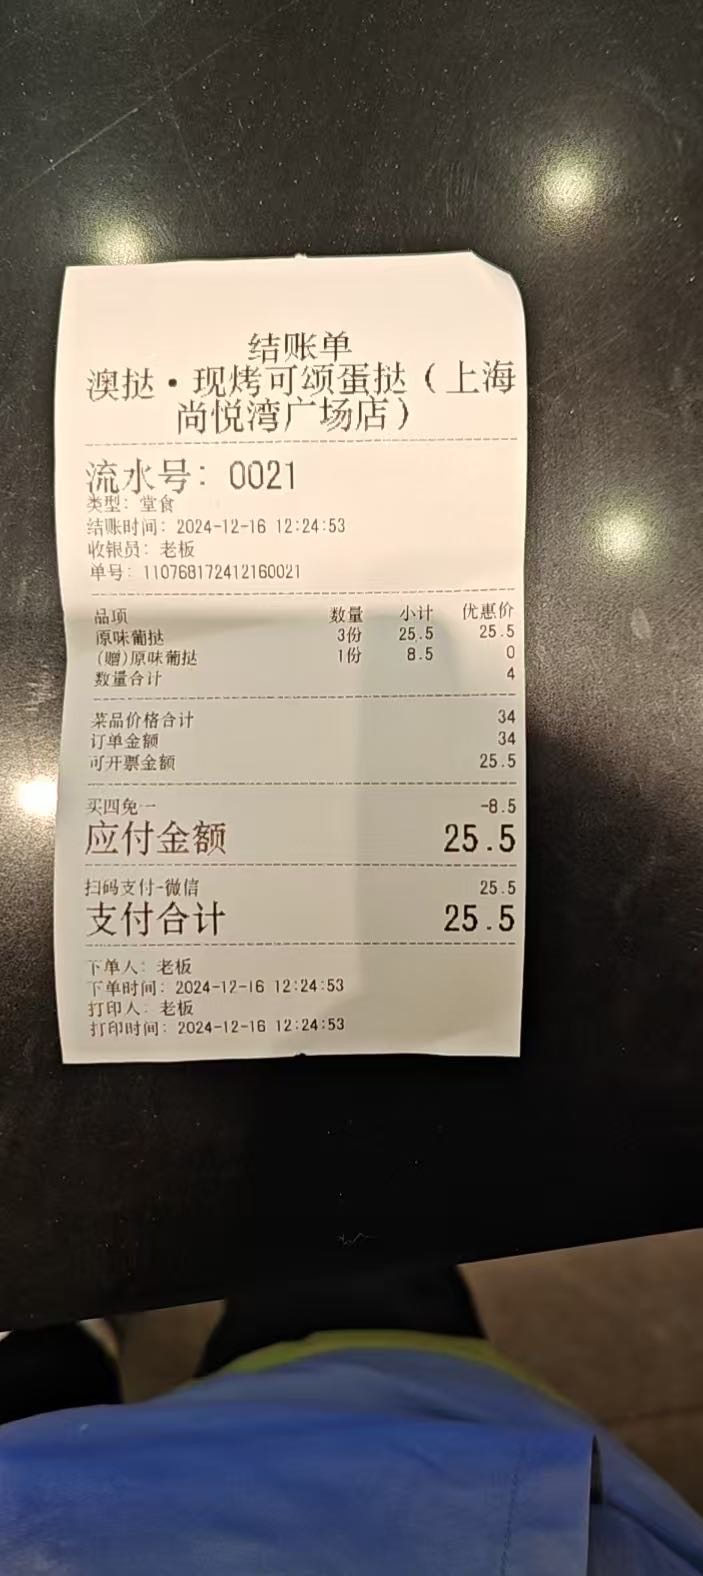 结账单
澳挞·现烤可颂蛋挞（上海
尚悦湾广场店）
流水号：0021
类型：堂食
结账时间：2024-12-16 12:24:53
收银员：老板
单号：110768172412160021
品项 数量 小计 优惠价
原味葡挞 3份 25.5 25.5
(赠)原味葡挞 1份 8.5 0
数量合计 4
菜品价格合计 34
订单金额 34
可开票金额 25.5
买四免一 -8.5
应付金额 25.5
扫码支付-微信 25.5
支付合计 25.5
下单人：老板
下单时间：2024-12-16 12:24:53
打印人：老板
打印时间：2024-12-16 12:24:53